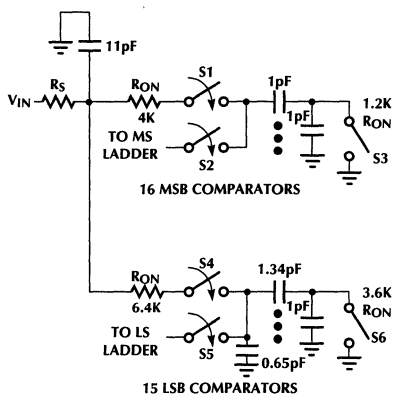 11pF
VIN
RS
RON
4K
S1
1pF
1pF
1.2K
RON
S3
TO MS
LADDER
S2
16 MSB COMPARATORS
RON
6.4K
S4
1.34pF
1pF
3.6K
RON
S6
TO LS
LADDER
S5
0.65pF
15 LSB COMPARATORS